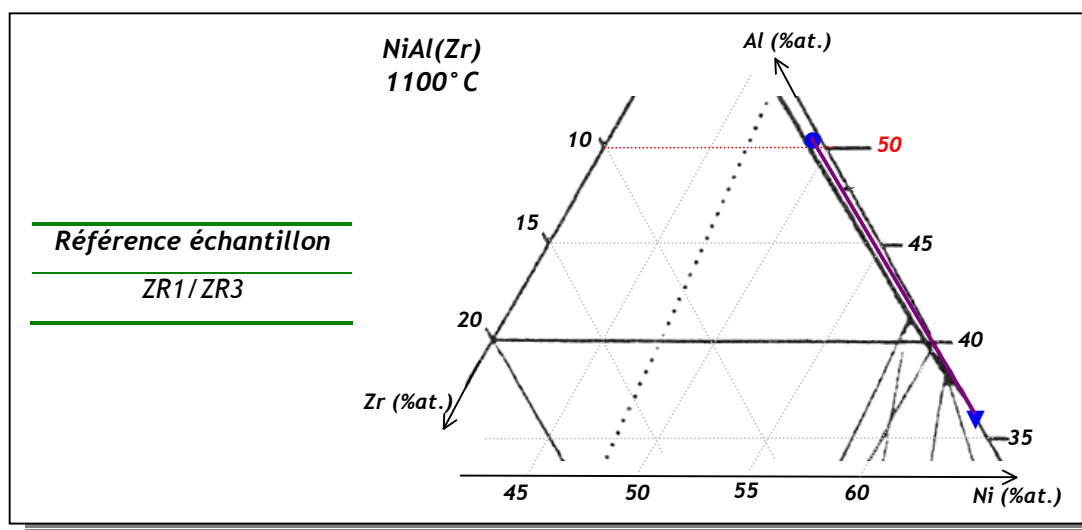 NiAl(Zr)
1100°C
Al (%at.)
10
50
15
45
Référence échantillon
ZR1/ZR3
20
40
Zr (%at.)
35
45
50
55
60
Ni (%at.)